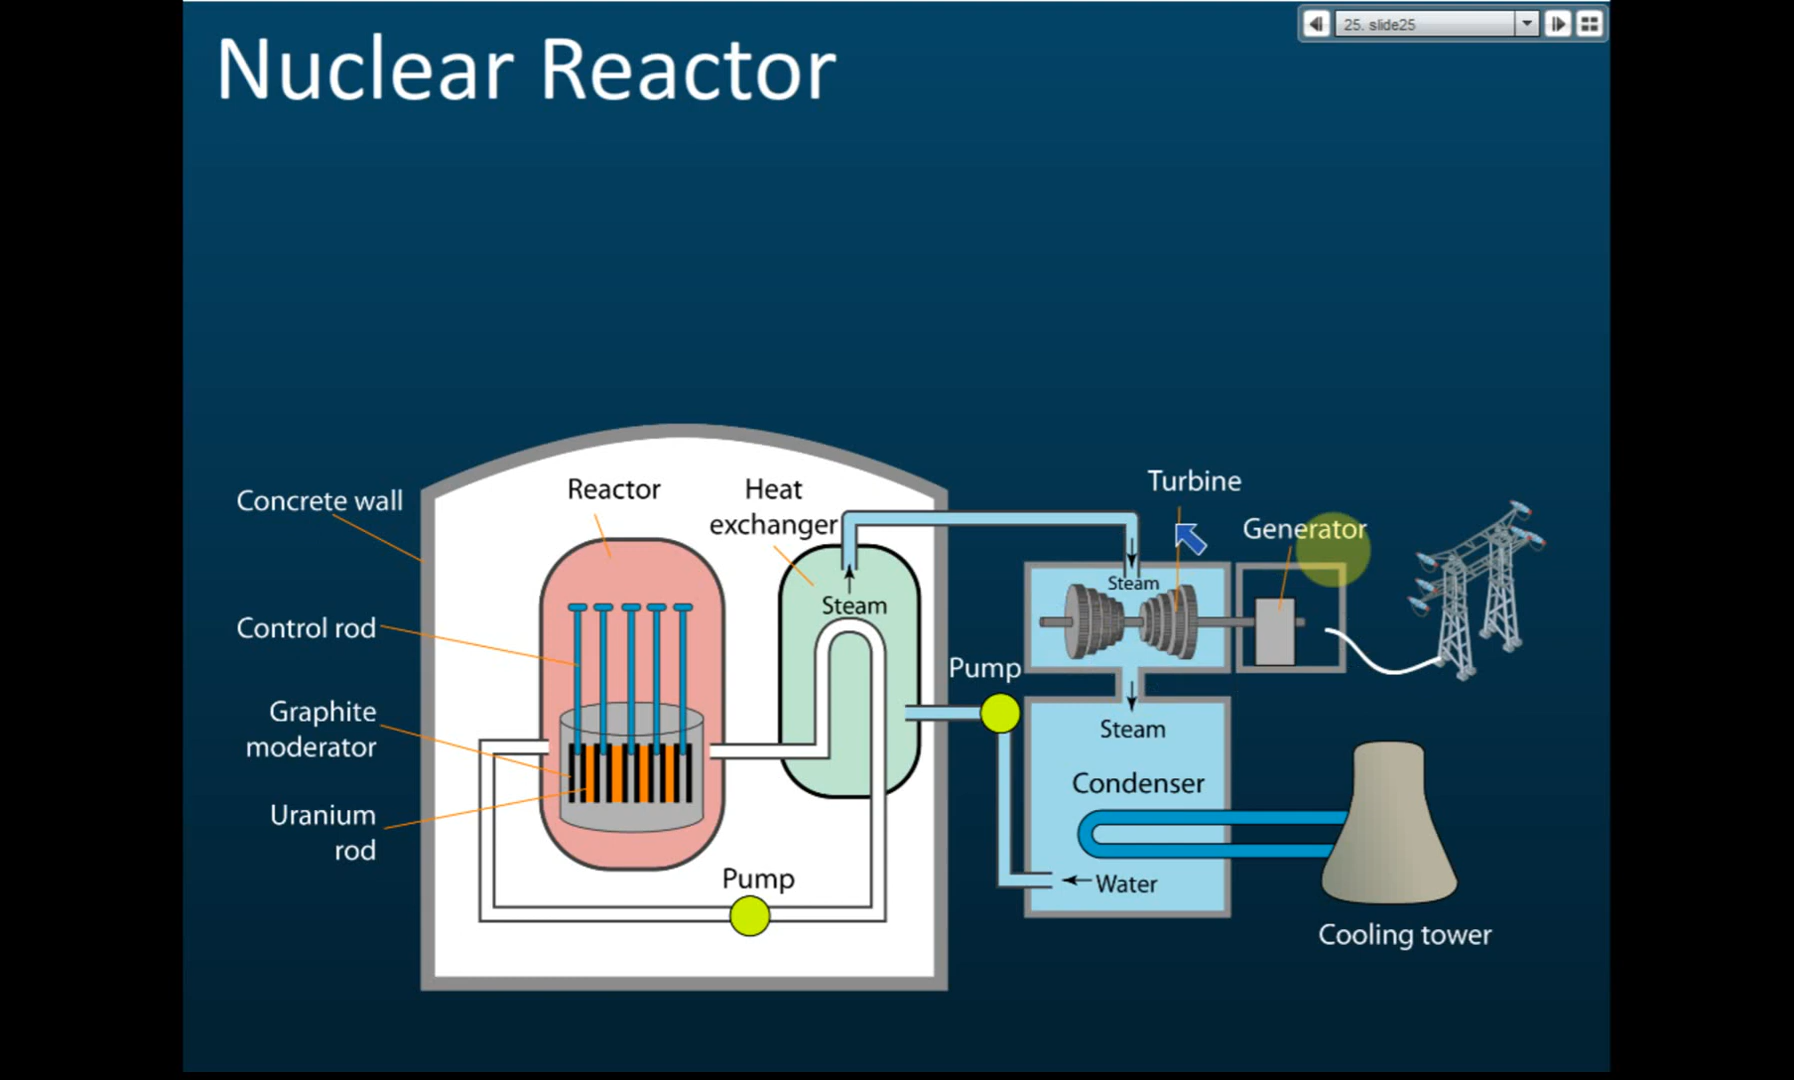 25. slide25
Nuclear Reactor
Concrete wall
Reactor
Heat
exchanger
Turbine
Generator
Steam
Steam
Control rod
Pump
Graphite
moderator
Steam
Condenser
Uranium
rod
Pump
Water
Cooling tower